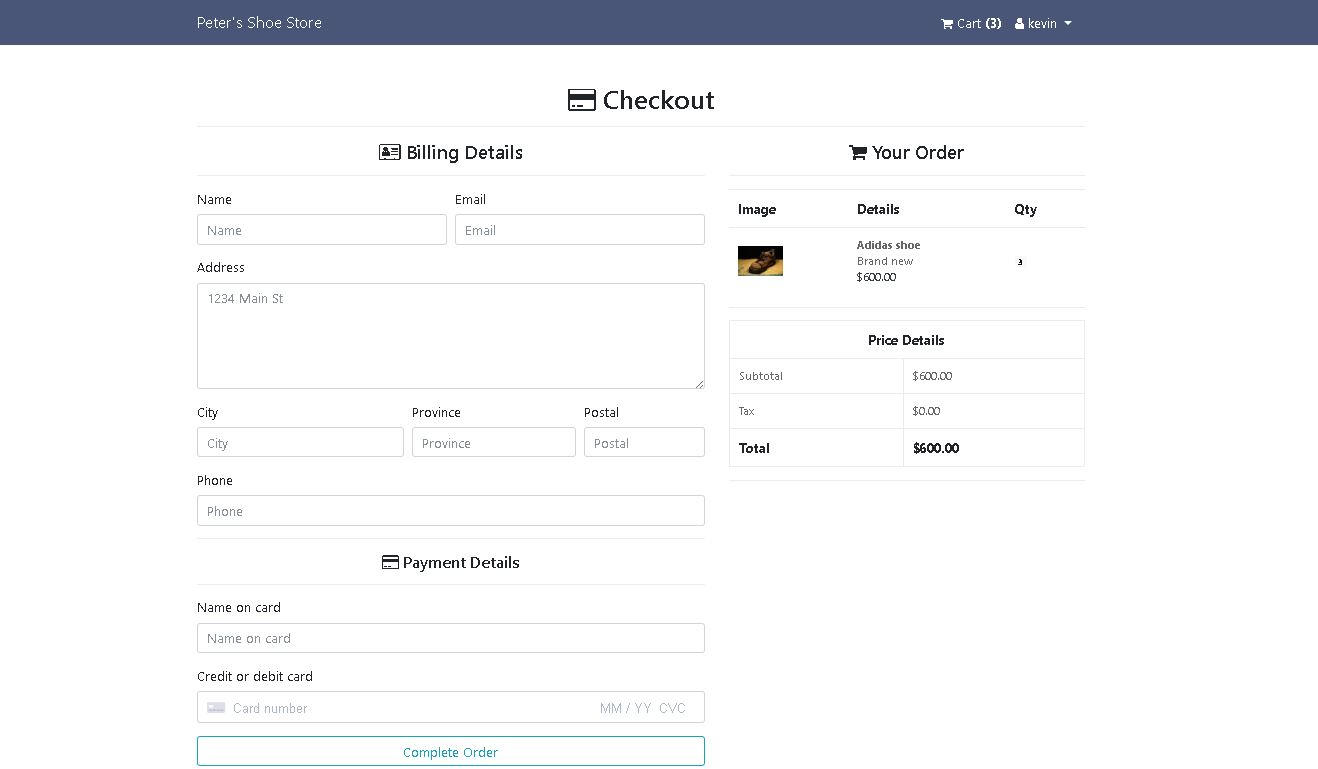 Peter's Shoe Store
Cart (3) kevin
Checkout
Billing Details
Name Email
Name Email
Address
1234 Main St
City Province Postal
City Province Postal
Phone
Phone
Payment Details
Name on card
Name on card
Credit or debit card
Card number MM / YY CVC
Complete Order
Your Order
Image Details Qty
Adidas shoe
Brand new
3
$600.00
Price Details
Subtotal $600.00
Tax $0.00
Total $600.00